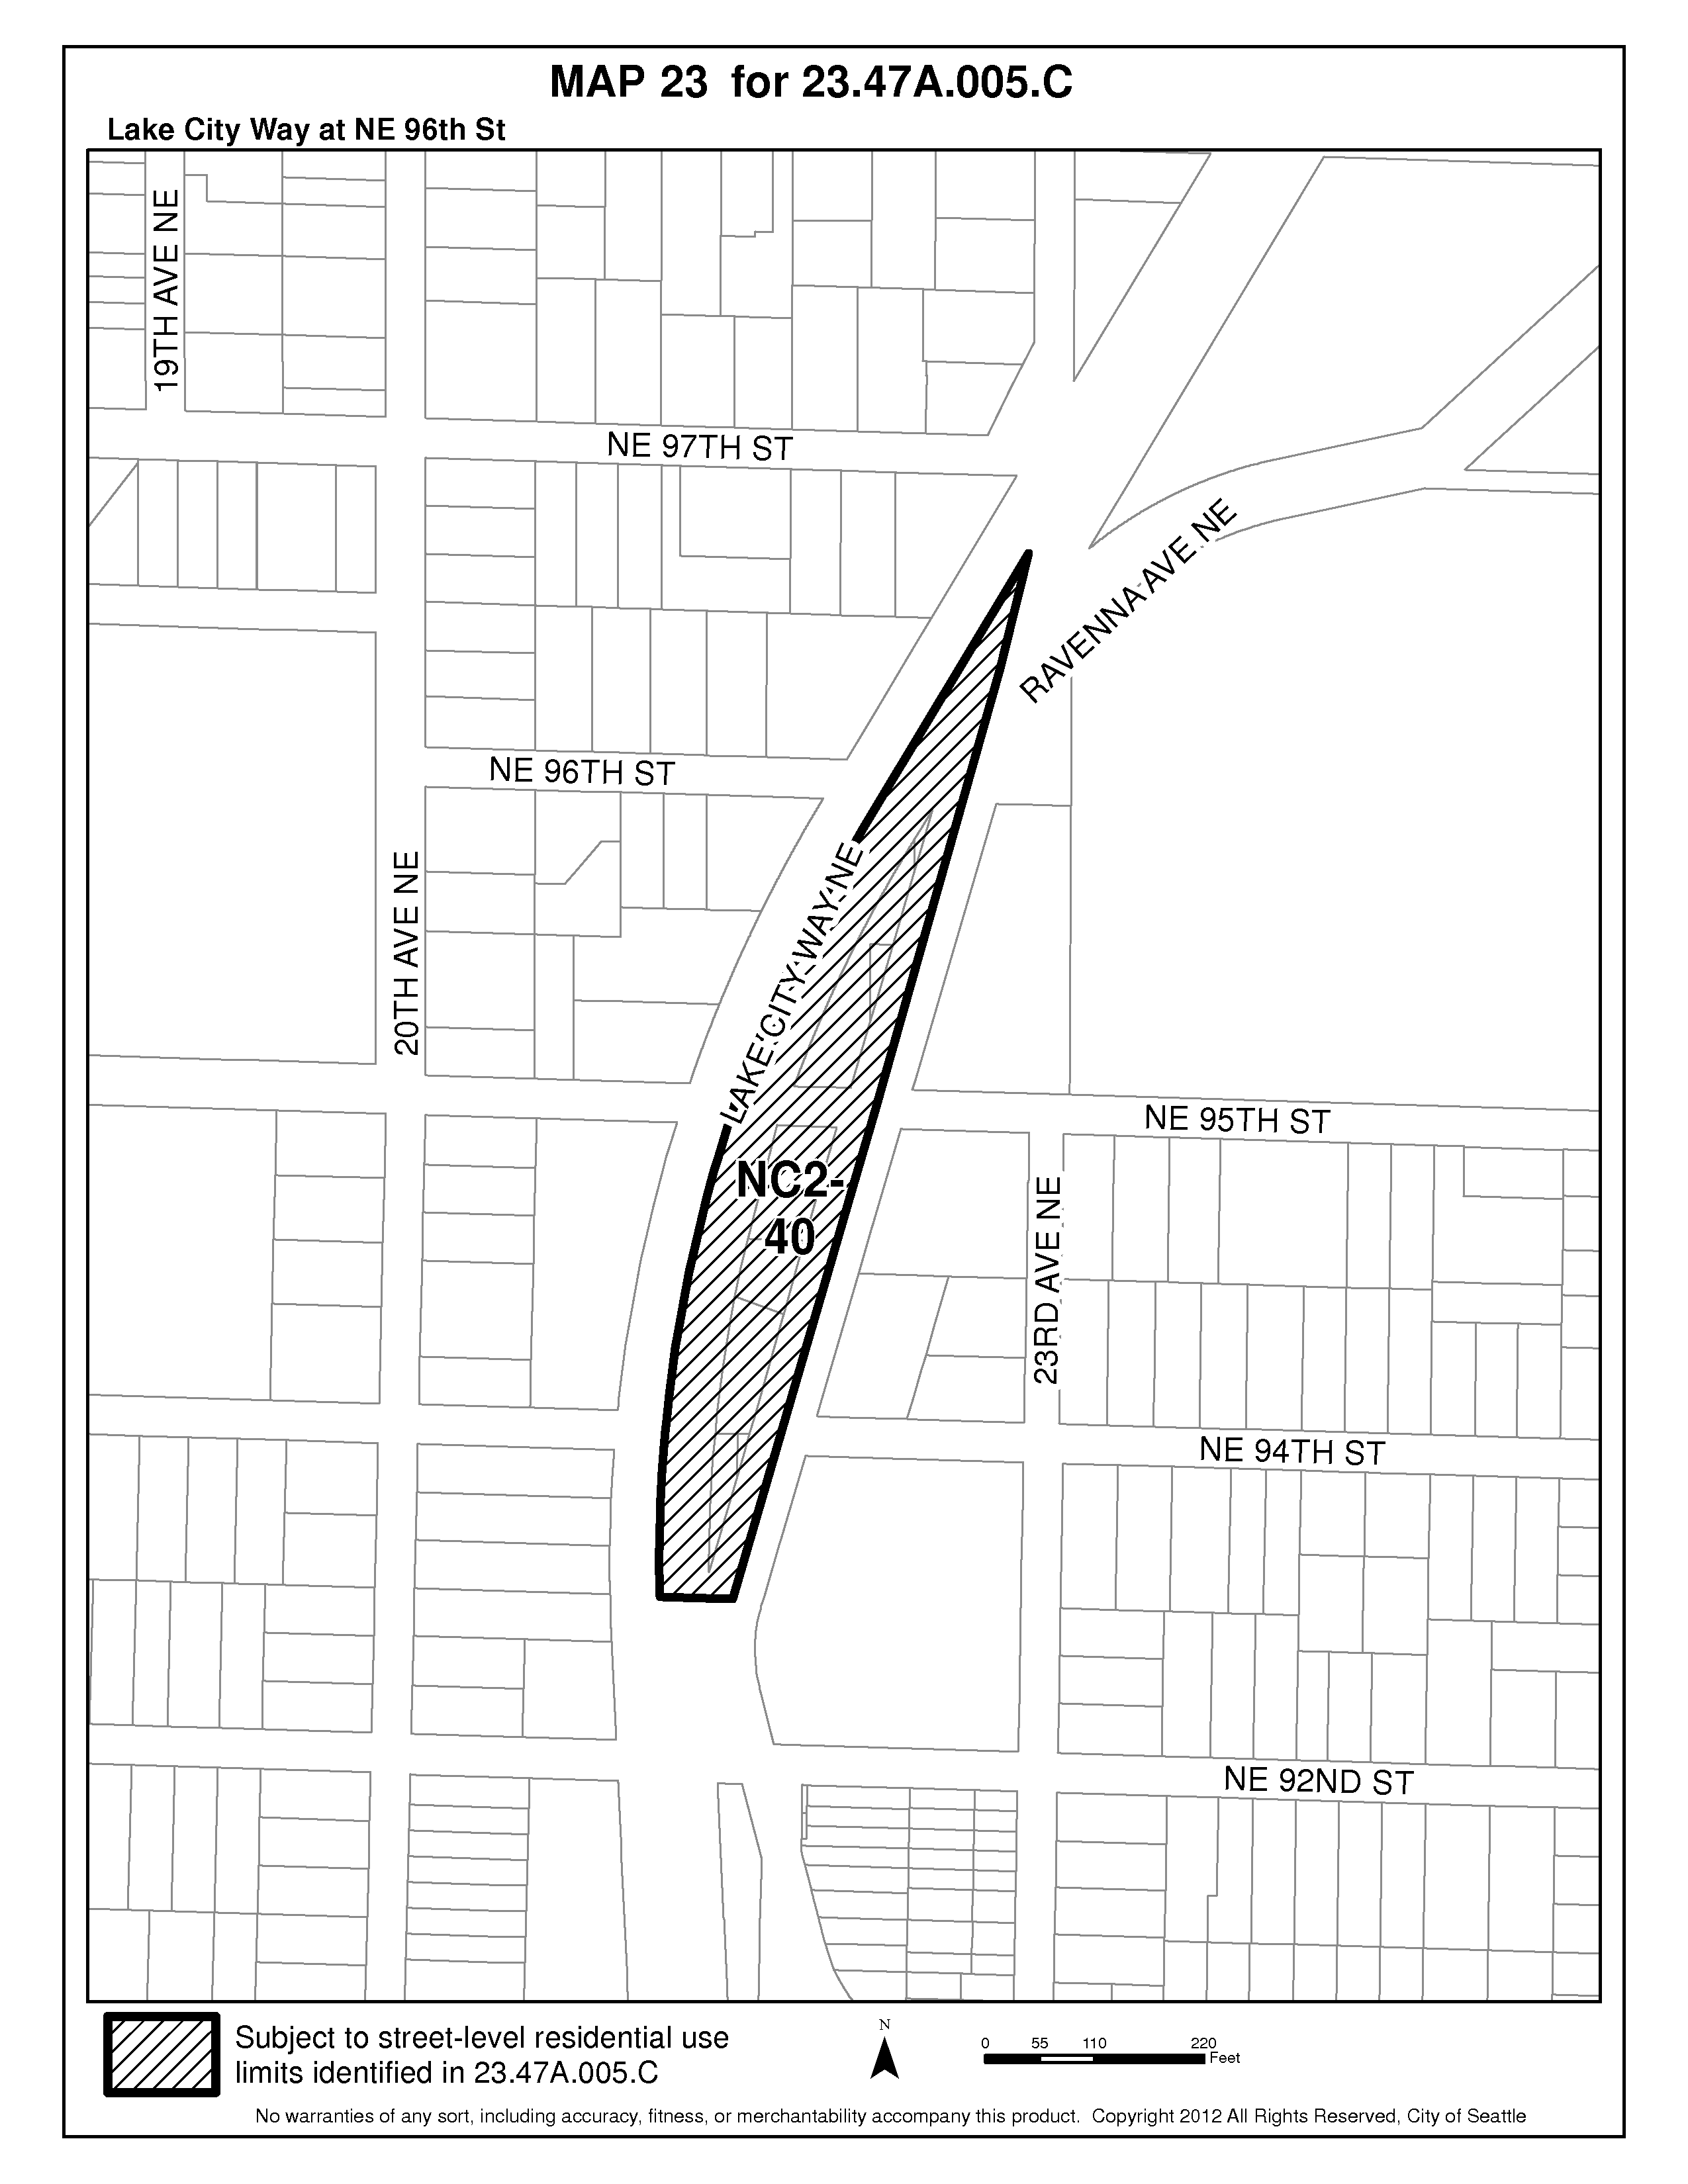 MAP 23 for 23.47A.005.C
Lake City Way at NE 96th St
19TH AVE NE
NE 97TH ST
RAVENNA AVE NE
NE 96TH ST
20TH AVE NE
LAKE CITY WAY NE
NE 95TH ST
NC2-
40
23RD AVE NE
NE 94TH ST
NE 92ND ST
Subject to street-level residential use
limits identified in 23.47A.005.C
N
0 55 110 220
Feet
No warranties of any sort, including accuracy, fitness, or merchantability accompany this product. Copyright 2012 All Rights Reserved, City of Seattle